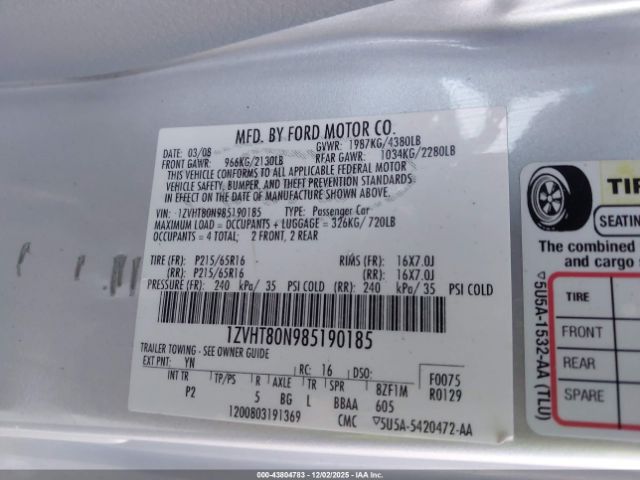 MFD. BY FORD MOTOR CO.
03/08 GVWR: 1987KG/4380LB
FRONT GAWR: 966KG/2130LB RFAR GAWR: 1034KG/2280LB
THIS VEHICLE CONFORMS TO ALL APPLICABLE FEDERAL MOTOR
VEHICLE SAFETY, BUMPER, AND THEFT PREVENTION STANDARDS
IN EFFECT ON THE DATE OF MANUFACTURE SHOWN ABOVE.
VIN: 1ZVHT80N985190185 TYPE: Passenger Car
MAXIMUM LOAD = OCCUPANTS + LUGGAGE = 326KG/720LB
OCCUPANTS = 4 TOTAL; 2 FRONT, 2 REAR
TIRE (FR): P215/65R16 RIMS (FR): 16X7.0J
(RR): P215/65R16 (RR): 16X7.0J
PRESSURE (FR): 240 kPa/ 35 PSI COLD (RR): 240 kPa/ 35 PSI COLD
1ZVHT80N985190185
TRAILER TOWING - SEE OWNER GUIDE
EXT PNT: YN RC: 16 DSO: F0075
INT TR TP/PS R AXLE TR SPR BZF1M R0129
P2 5 BG L BBAA 605
1200803191369 CMC ▽5U5A-5420472-AA
TIR
SEATIN
The combined
and cargo s
TIRE
FRONT
REAR
SPARE
▽5U5A-1532-AA (TLU)
000-43804783 - 12/02/2025 - IAAI.COM